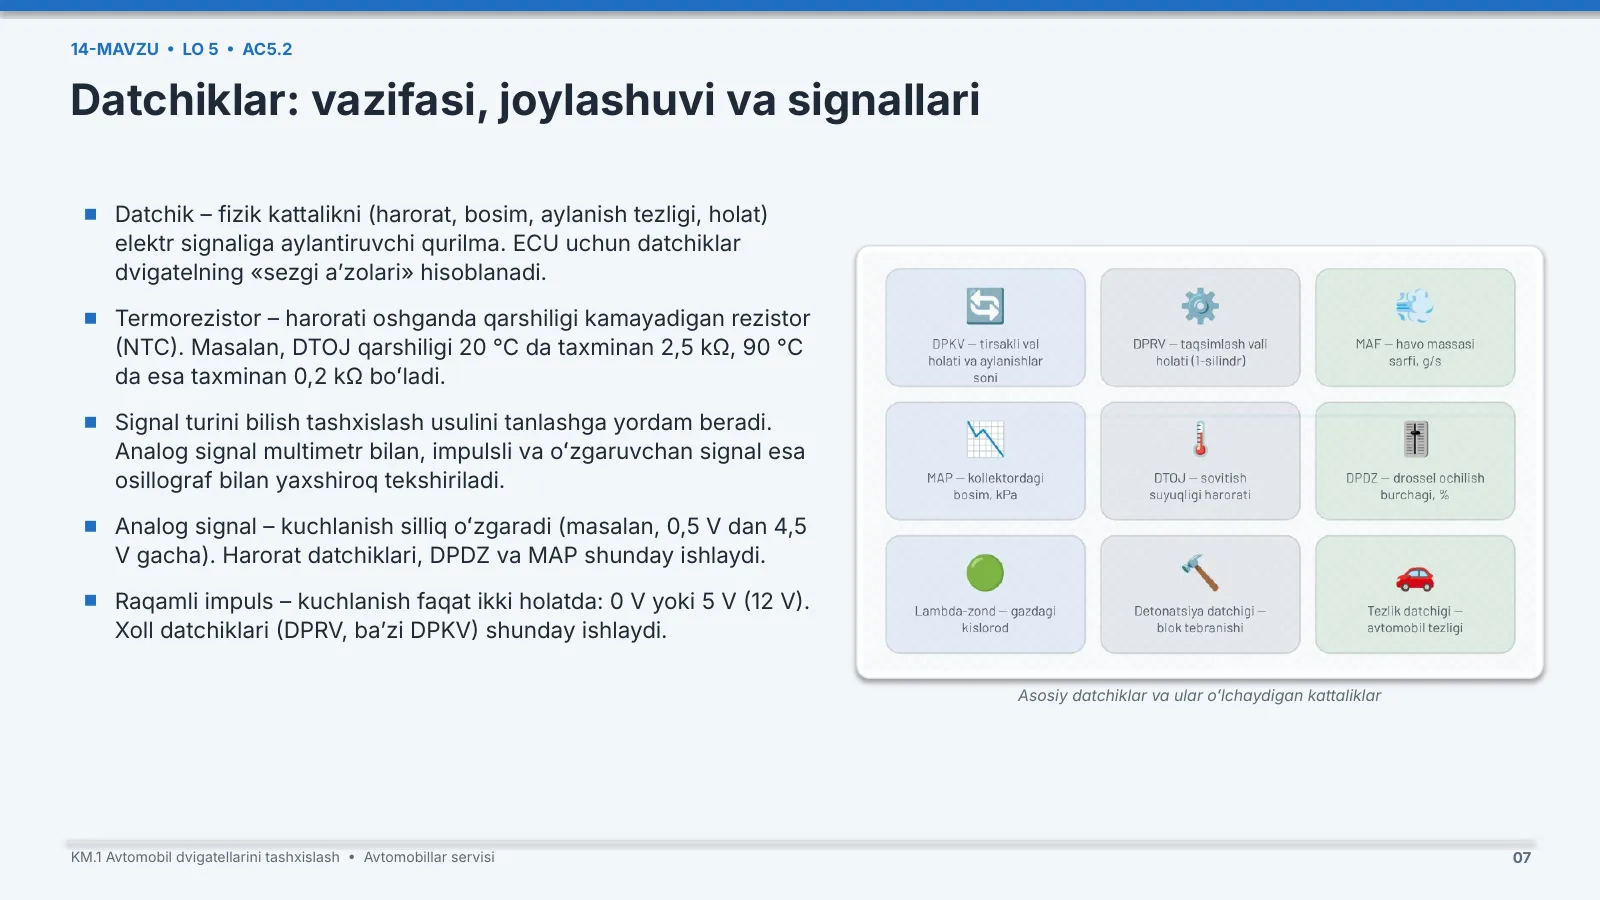 14-MAVZU • LO 5 • AC5.2
Datchiklar: vazifasi, joylashuvi va signallari
Datchik – fizik kattalikni (harorat, bosim, aylanish tezligi, holat)
elektr signaliga aylantiruvchi qurilma. ECU uchun datchiklar
dvigatelning «sezgi aʼzolari» hisoblanadi.
Termorezistor – harorati oshganda qarshiligi kamayadigan rezistor
(NTC). Masalan, DTOJ qarshiligi 20 °C da taxminan 2,5 kΩ, 90 °C
da esa taxminan 0,2 kΩ boʻladi.
Signal turini bilish tashxislash usulini tanlashga yordam beradi.
Analog signal multimetr bilan, impulsli va oʻzgaruvchan signal esa
osillograf bilan yaxshiroq tekshiriladi.
Analog signal – kuchlanish silliq oʻzgaradi (masalan, 0,5 V dan 4,5
V gacha). Harorat datchiklari, DPDZ va MAP shunday ishlaydi.
Raqamli impuls – kuchlanish faqat ikki holatda: 0 V yoki 5 V (12 V).
Xoll datchiklari (DPRV, baʼzi DPKV) shunday ishlaydi.
DPKV – tirsakli val
holati va aylanishlar
soni
DPRV – taqsimlash vali
holati (1-silindr)
MAF – havo massasi
sarfi, g/s
MAP – kollektordagi
bosim, kPa
DTOJ – sovitish
suyuqligi harorati
DPDZ – drossel ochilish
burchagi, %
Lambda-zond – gazdagi
kislorod
Detonatsiya datchigi –
blok tebranishi
Tezlik datchigi –
avtomobil tezligi
Asosiy datchiklar va ular oʻlchaydigan kattaliklar
KM.1 Avtomobil dvigatellarini tashxislash • Avtomobillar servisi
07